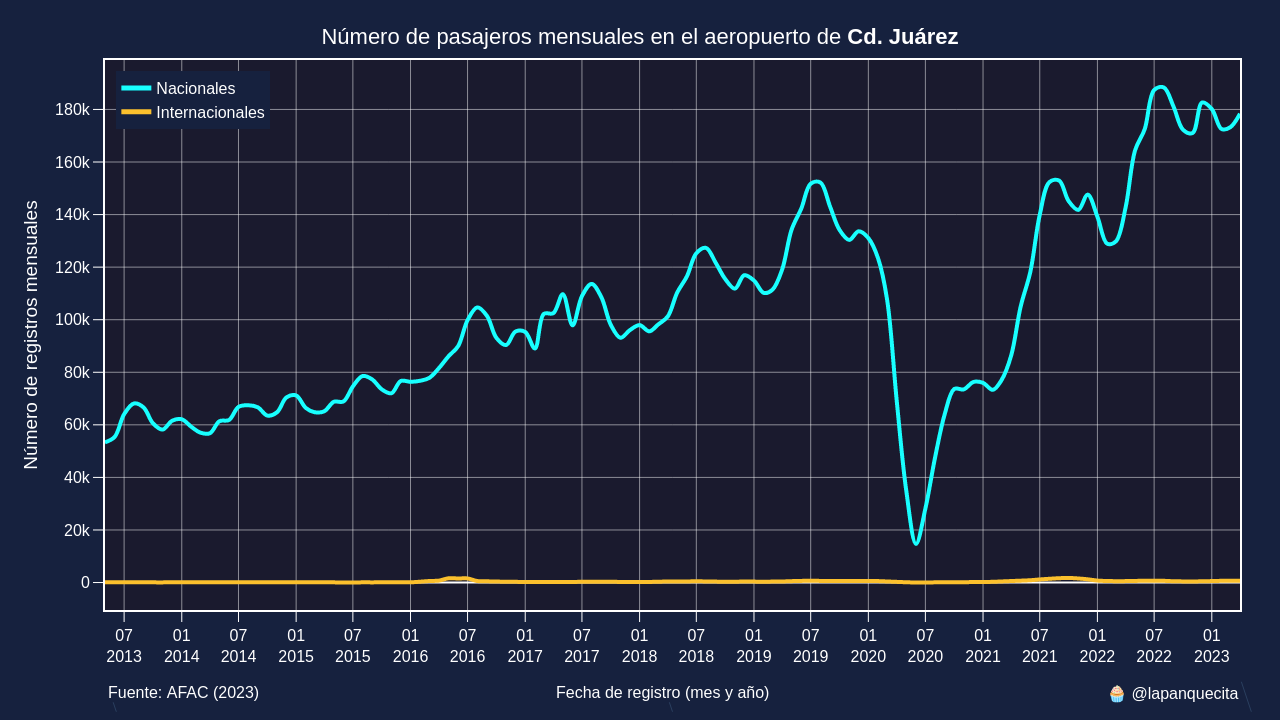 Número de pasajeros mensuales en el aeropuerto de Cd. Juárez
Nacionales
Internacionales
Número de registros mensuales
180k
160k
140k
120k
100k
80k
60k
40k
20k
0
07 01 07 01 07 01 07 01 07 01 07 01 07 01 07 01 07 01 07 01
2013 2014 2014 2015 2015 2016 2016 2017 2017 2018 2018 2019 2019 2020 2020 2021 2021 2022 2022 2023
Fuente: AFAC (2023)
Fecha de registro (mes y año)
🧁 @lapanquecita